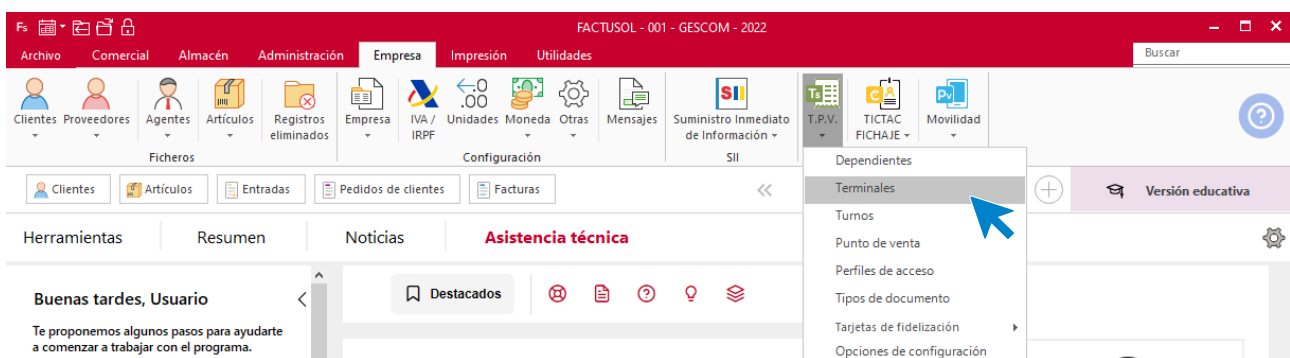 Fs
FACTUSOL - 001 - GESCOM - 2022
Archivo Comercial Almacén Administración Empresa Impresión Utilidades Buscar
Clientes Proveedores Agentes Artículos Registros eliminados
Ficheros
Empresa IVA / IRPF Unidades Moneda Otras Mensajes
Configuración
Suministro Inmediato de Información
SII
T.P.V. TICTAC FICHAJE Movilidad
Clientes Artículos Entradas Pedidos de clientes Facturas
Versión educativa
Dependientes
Terminales
Turnos
Punto de venta
Perfiles de acceso
Tipos de documento
Tarjetas de fidelización
Opciones de configuración
Herramientas Resumen Noticias Asistencia técnica
Buenas tardes, Usuario
Te proponemos algunos pasos para ayudarte
a comenzar a trabajar con el programa.
Destacados